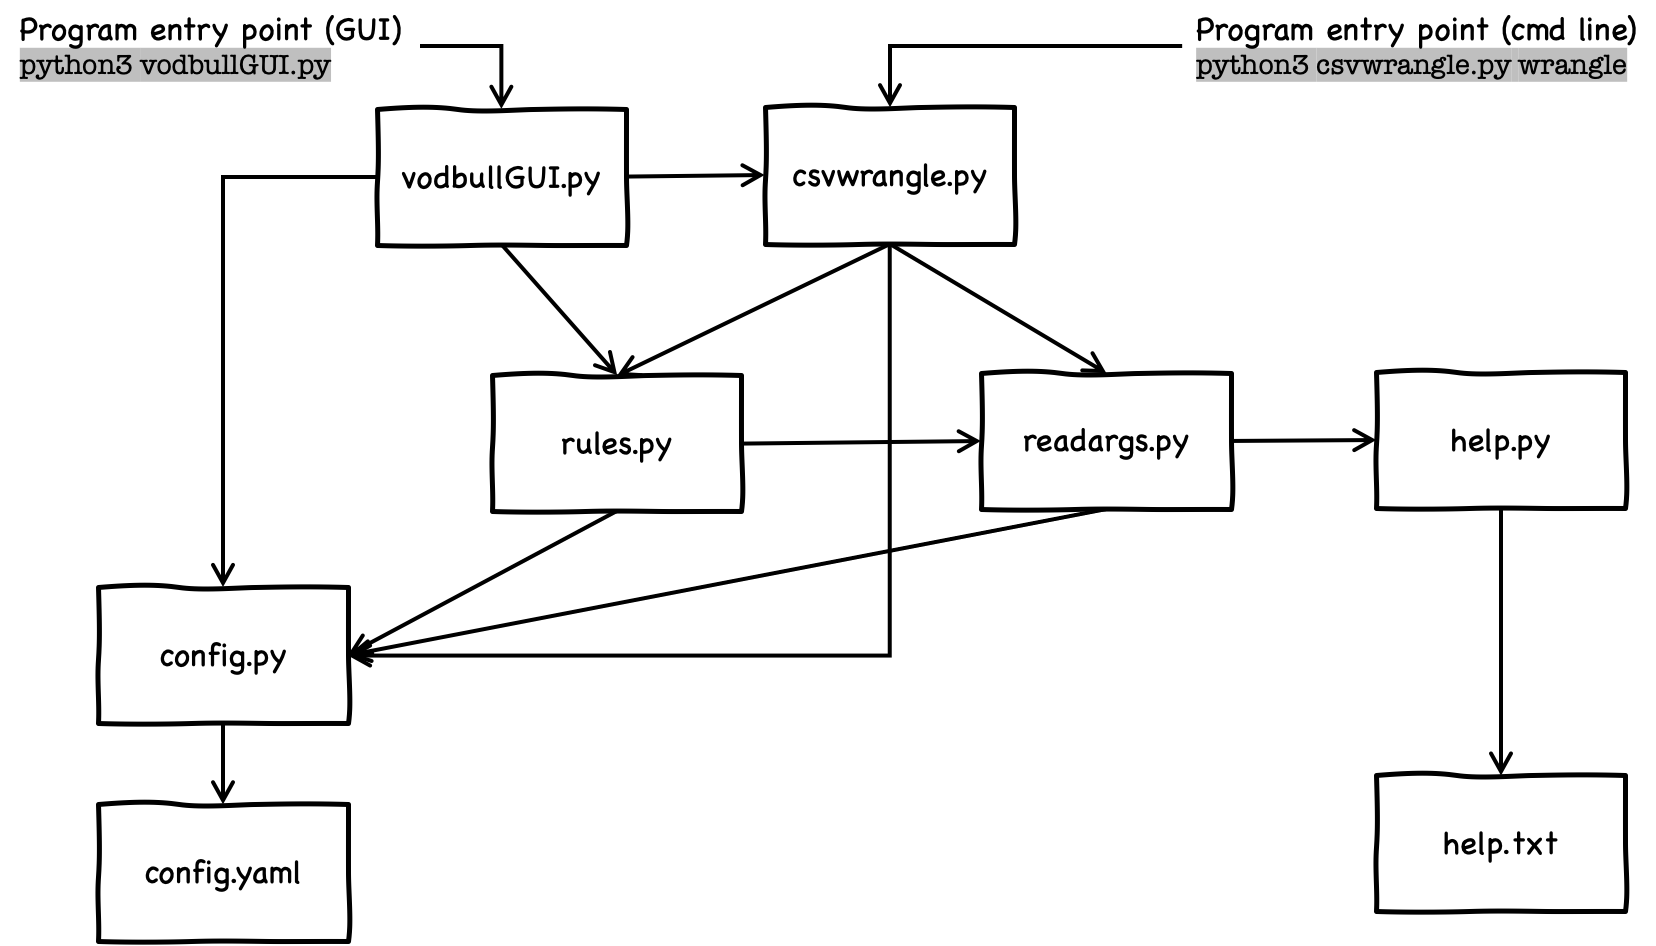 Program entry point (GUI)
python3 vodbullGUI.py
Program entry point (cmd line)
python3 csvwrangle.py wrangle
vodbullGUI.py
csvwrangle.py
rules.py
readargs.py
help.py
config.py
config.yaml
help.txt